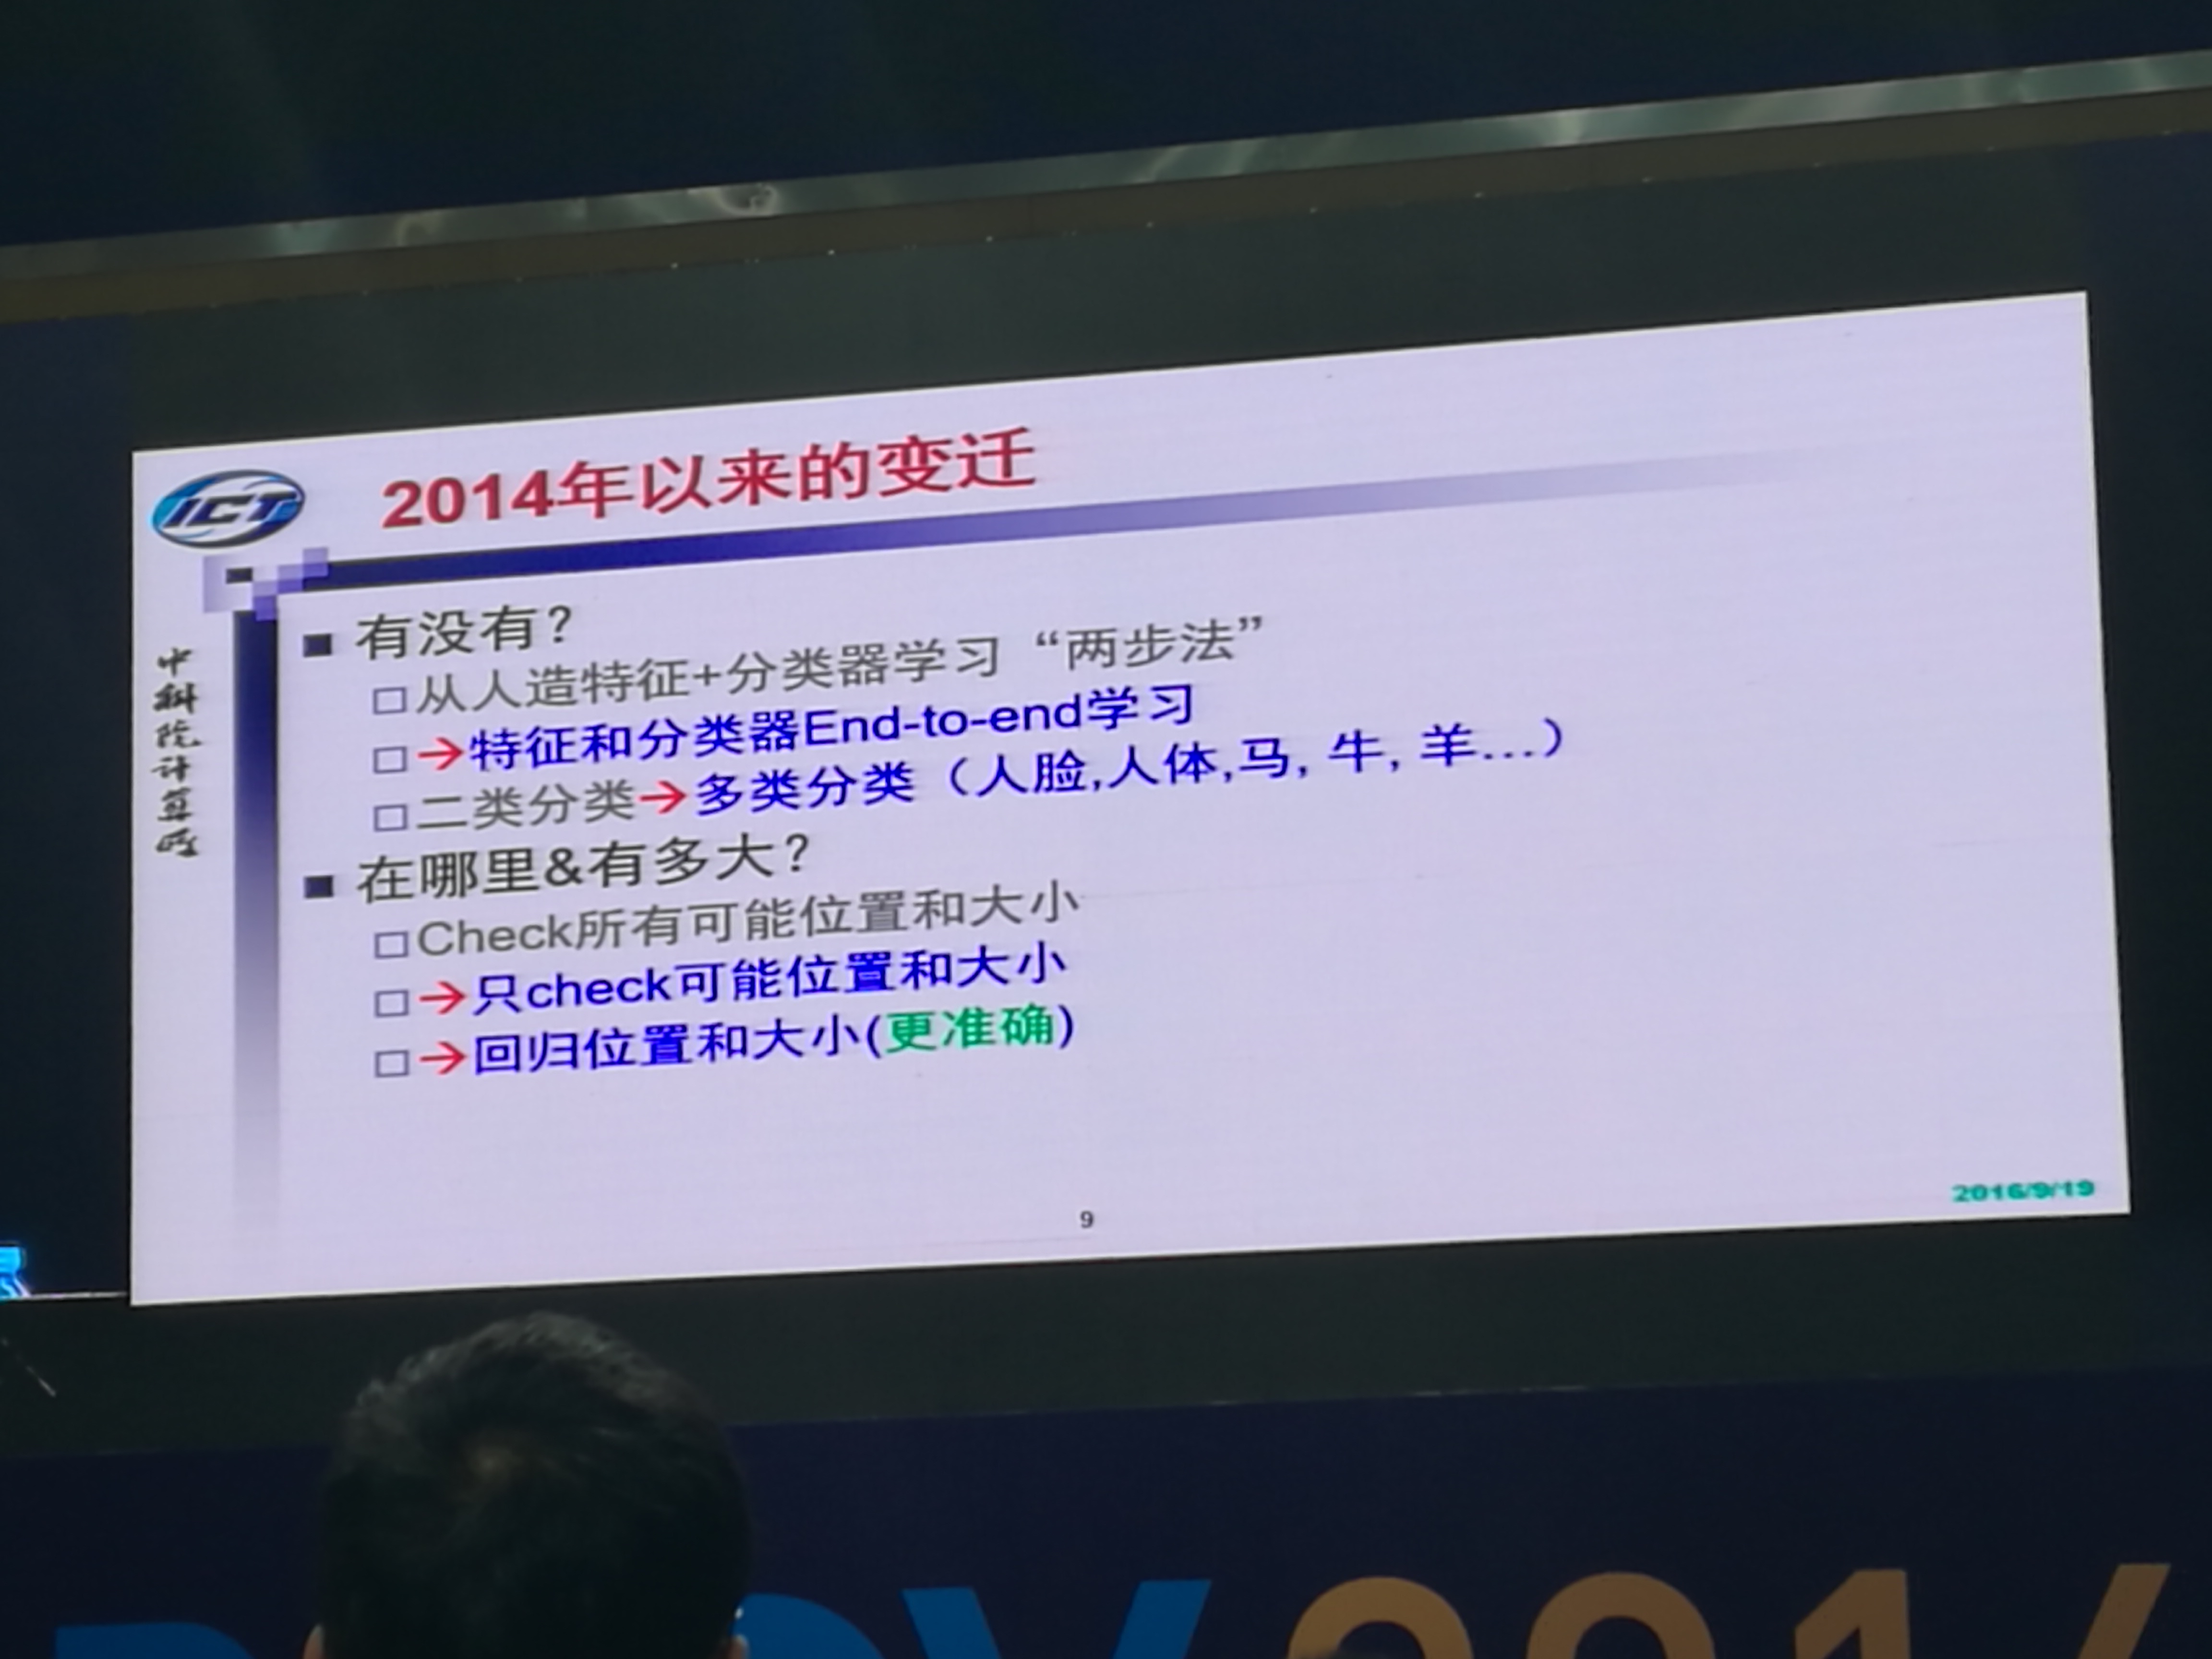 ICT
2014年以来的变迁
中科院计算所
■ 有没有?
□从人造特征+分类器学习 “两步法”
□→特征和分类器End-to-end学习
□二类分类→多类分类（人脸,人体,马, 牛, 羊…）
■ 在哪里&有多大?
□Check所有可能位置和大小
□→只check可能位置和大小
□→回归位置和大小(更准确)
9
2016/9/19